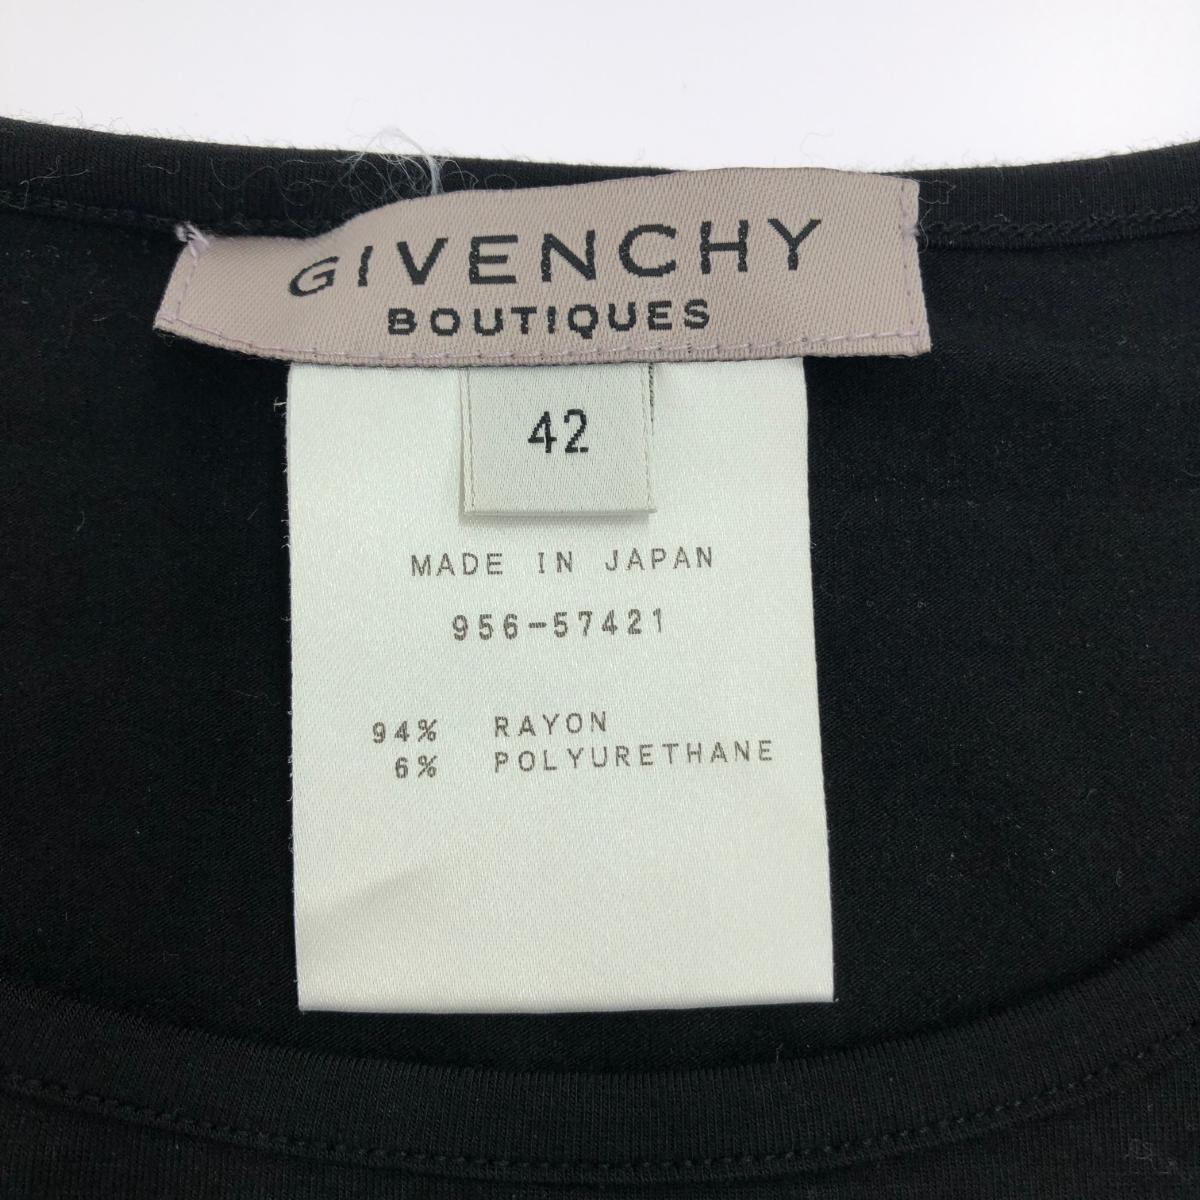 GIVENCHY
BOUTIQUES
42
MADE IN JAPAN
956-57421
94% RAYON
6% POLYURETHANE